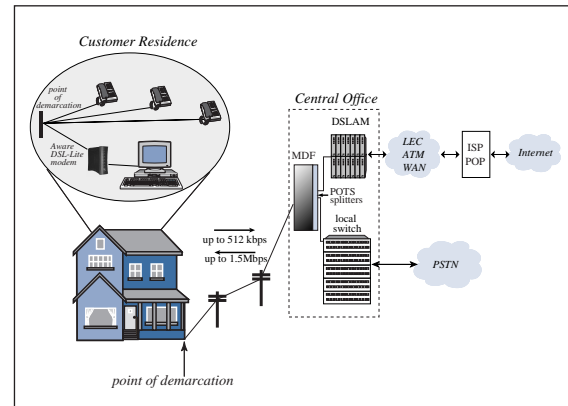 Customer Residence
point of
demarcation
Aware
DSL-Lite
modem
Central Office
DSLAM
MDF
POTS
splitters
local
switch
LEC
ATM
WAN
ISP
POP
Internet
PSTN
up to 512 kbps
up to 1.5Mbps
point of demarcation